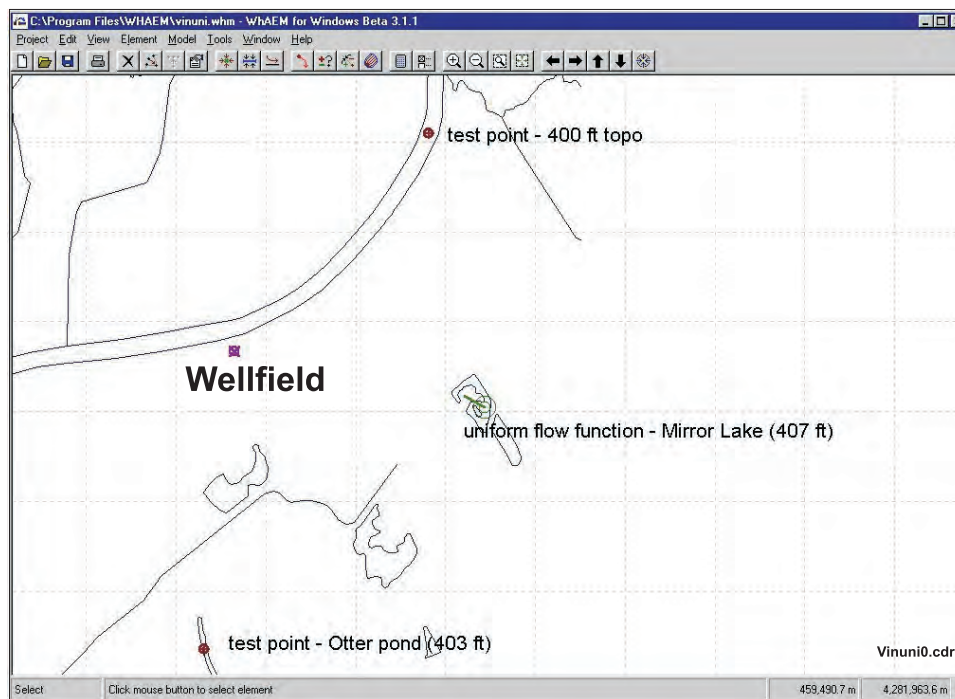 C:\Program Files\WHAEM\vinuni.whm - WhAEM for Windows Beta 3.1.1
Project Edit View Element Model Tools Window Help
test point - 400 ft topo
Wellfield
uniform flow function - Mirror Lake (407 ft)
test point - Otter pond (403 ft)
Vinuni0.cdr
Select Click mouse button to select element 459,490.7 m 4,281,963.6 m